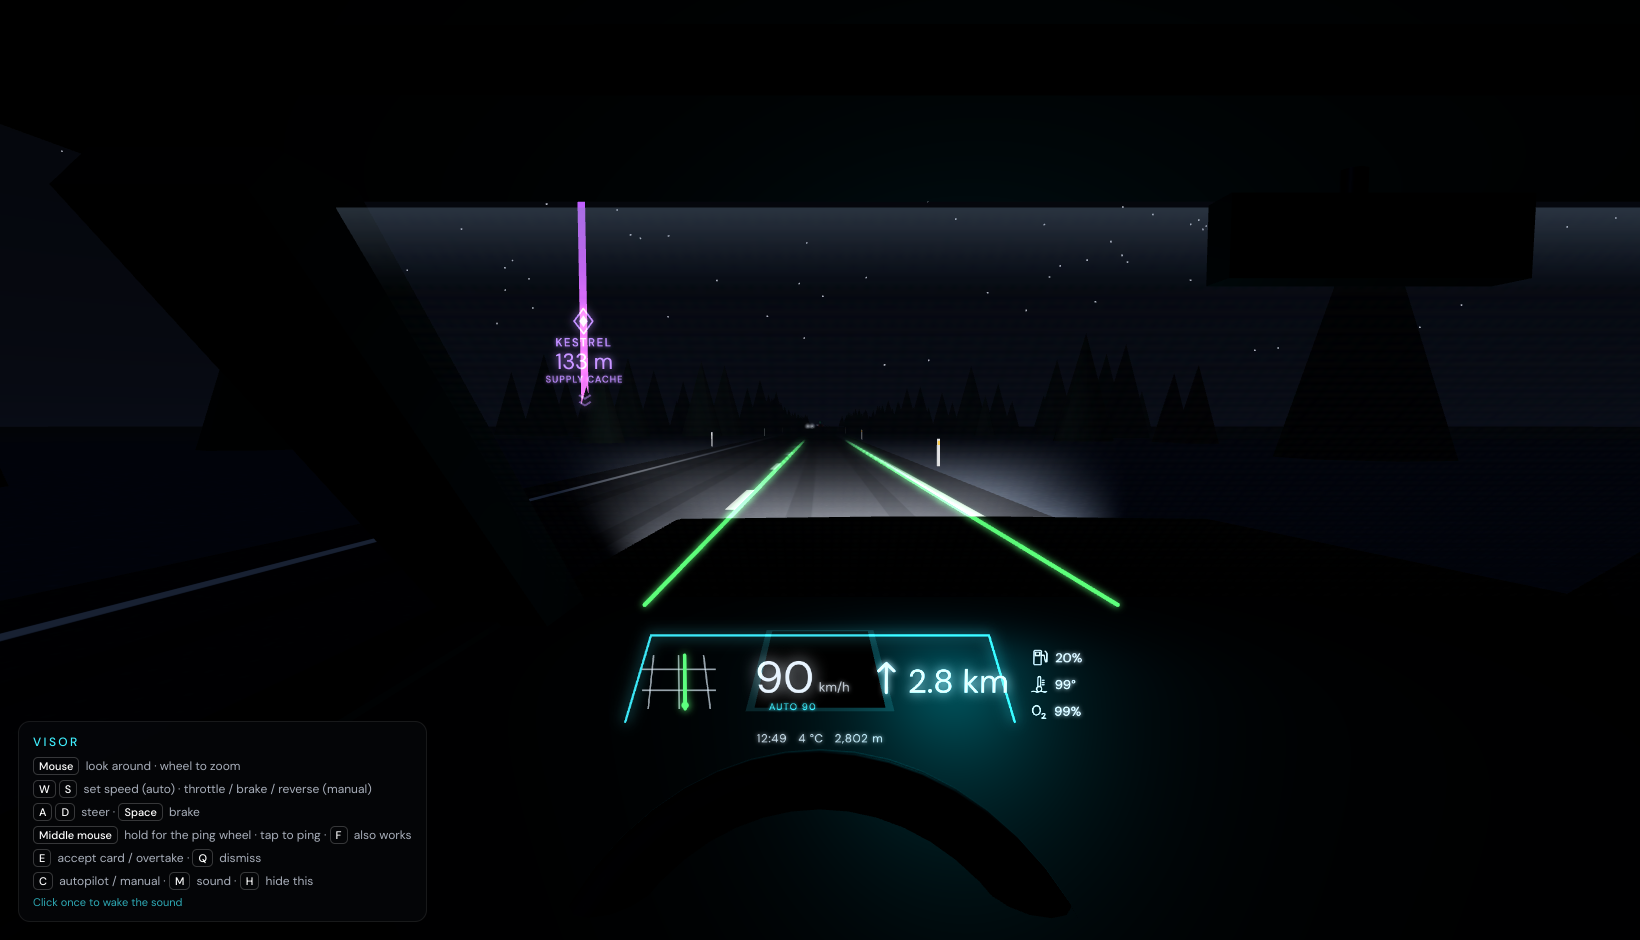 KESTREL
133 m
SUPPLY CACHE
90 km/h
AUTO 90
2.8 km
20%
99°
O₂ 99%
12:49 4 °C 2,802 m
VISOR
Mouse look around · wheel to zoom
W S set speed (auto) · throttle / brake / reverse (manual)
A D steer · Space brake
Middle mouse hold for the ping wheel · tap to ping · F also works
E accept card / overtake · Q dismiss
C autopilot / manual · M sound · H hide this
Click once to wake the sound